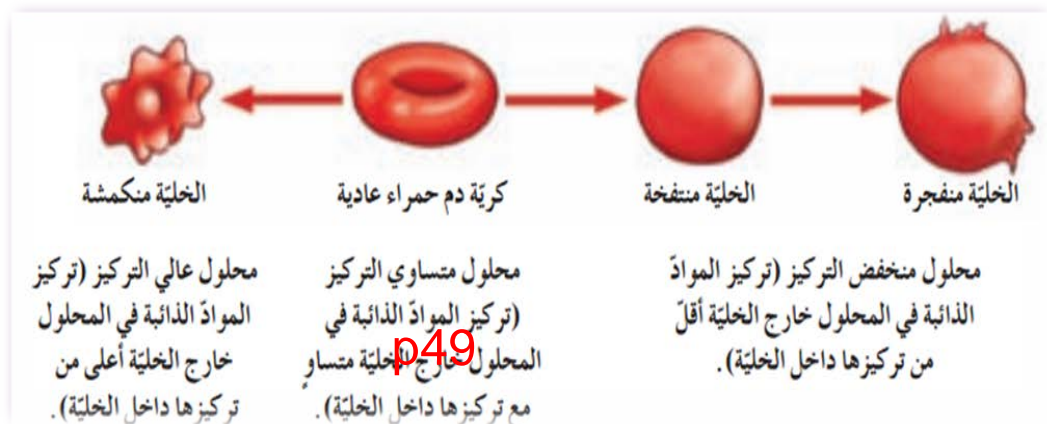 الخليّة منفجرة
الخليّة منتفخة
كريّة دم حمراء عادية
الخليّة منكمشة
محلول منخفض التركيز (تركيز الموادّ
الذائبة في المحلول خارج الخليّة أقلّ
من تركيزها داخل الخليّة).
محلول متساوي التركيز
(تركيز الموادّ الذائبة في
المحلول خارج الخليّة متساوٍ
مع تركيزها داخل الخليّة).
محلول عالي التركيز (تركيز
الموادّ الذائبة في المحلول
خارج الخليّة أعلى من
تركيزها داخل الخليّة).
p49